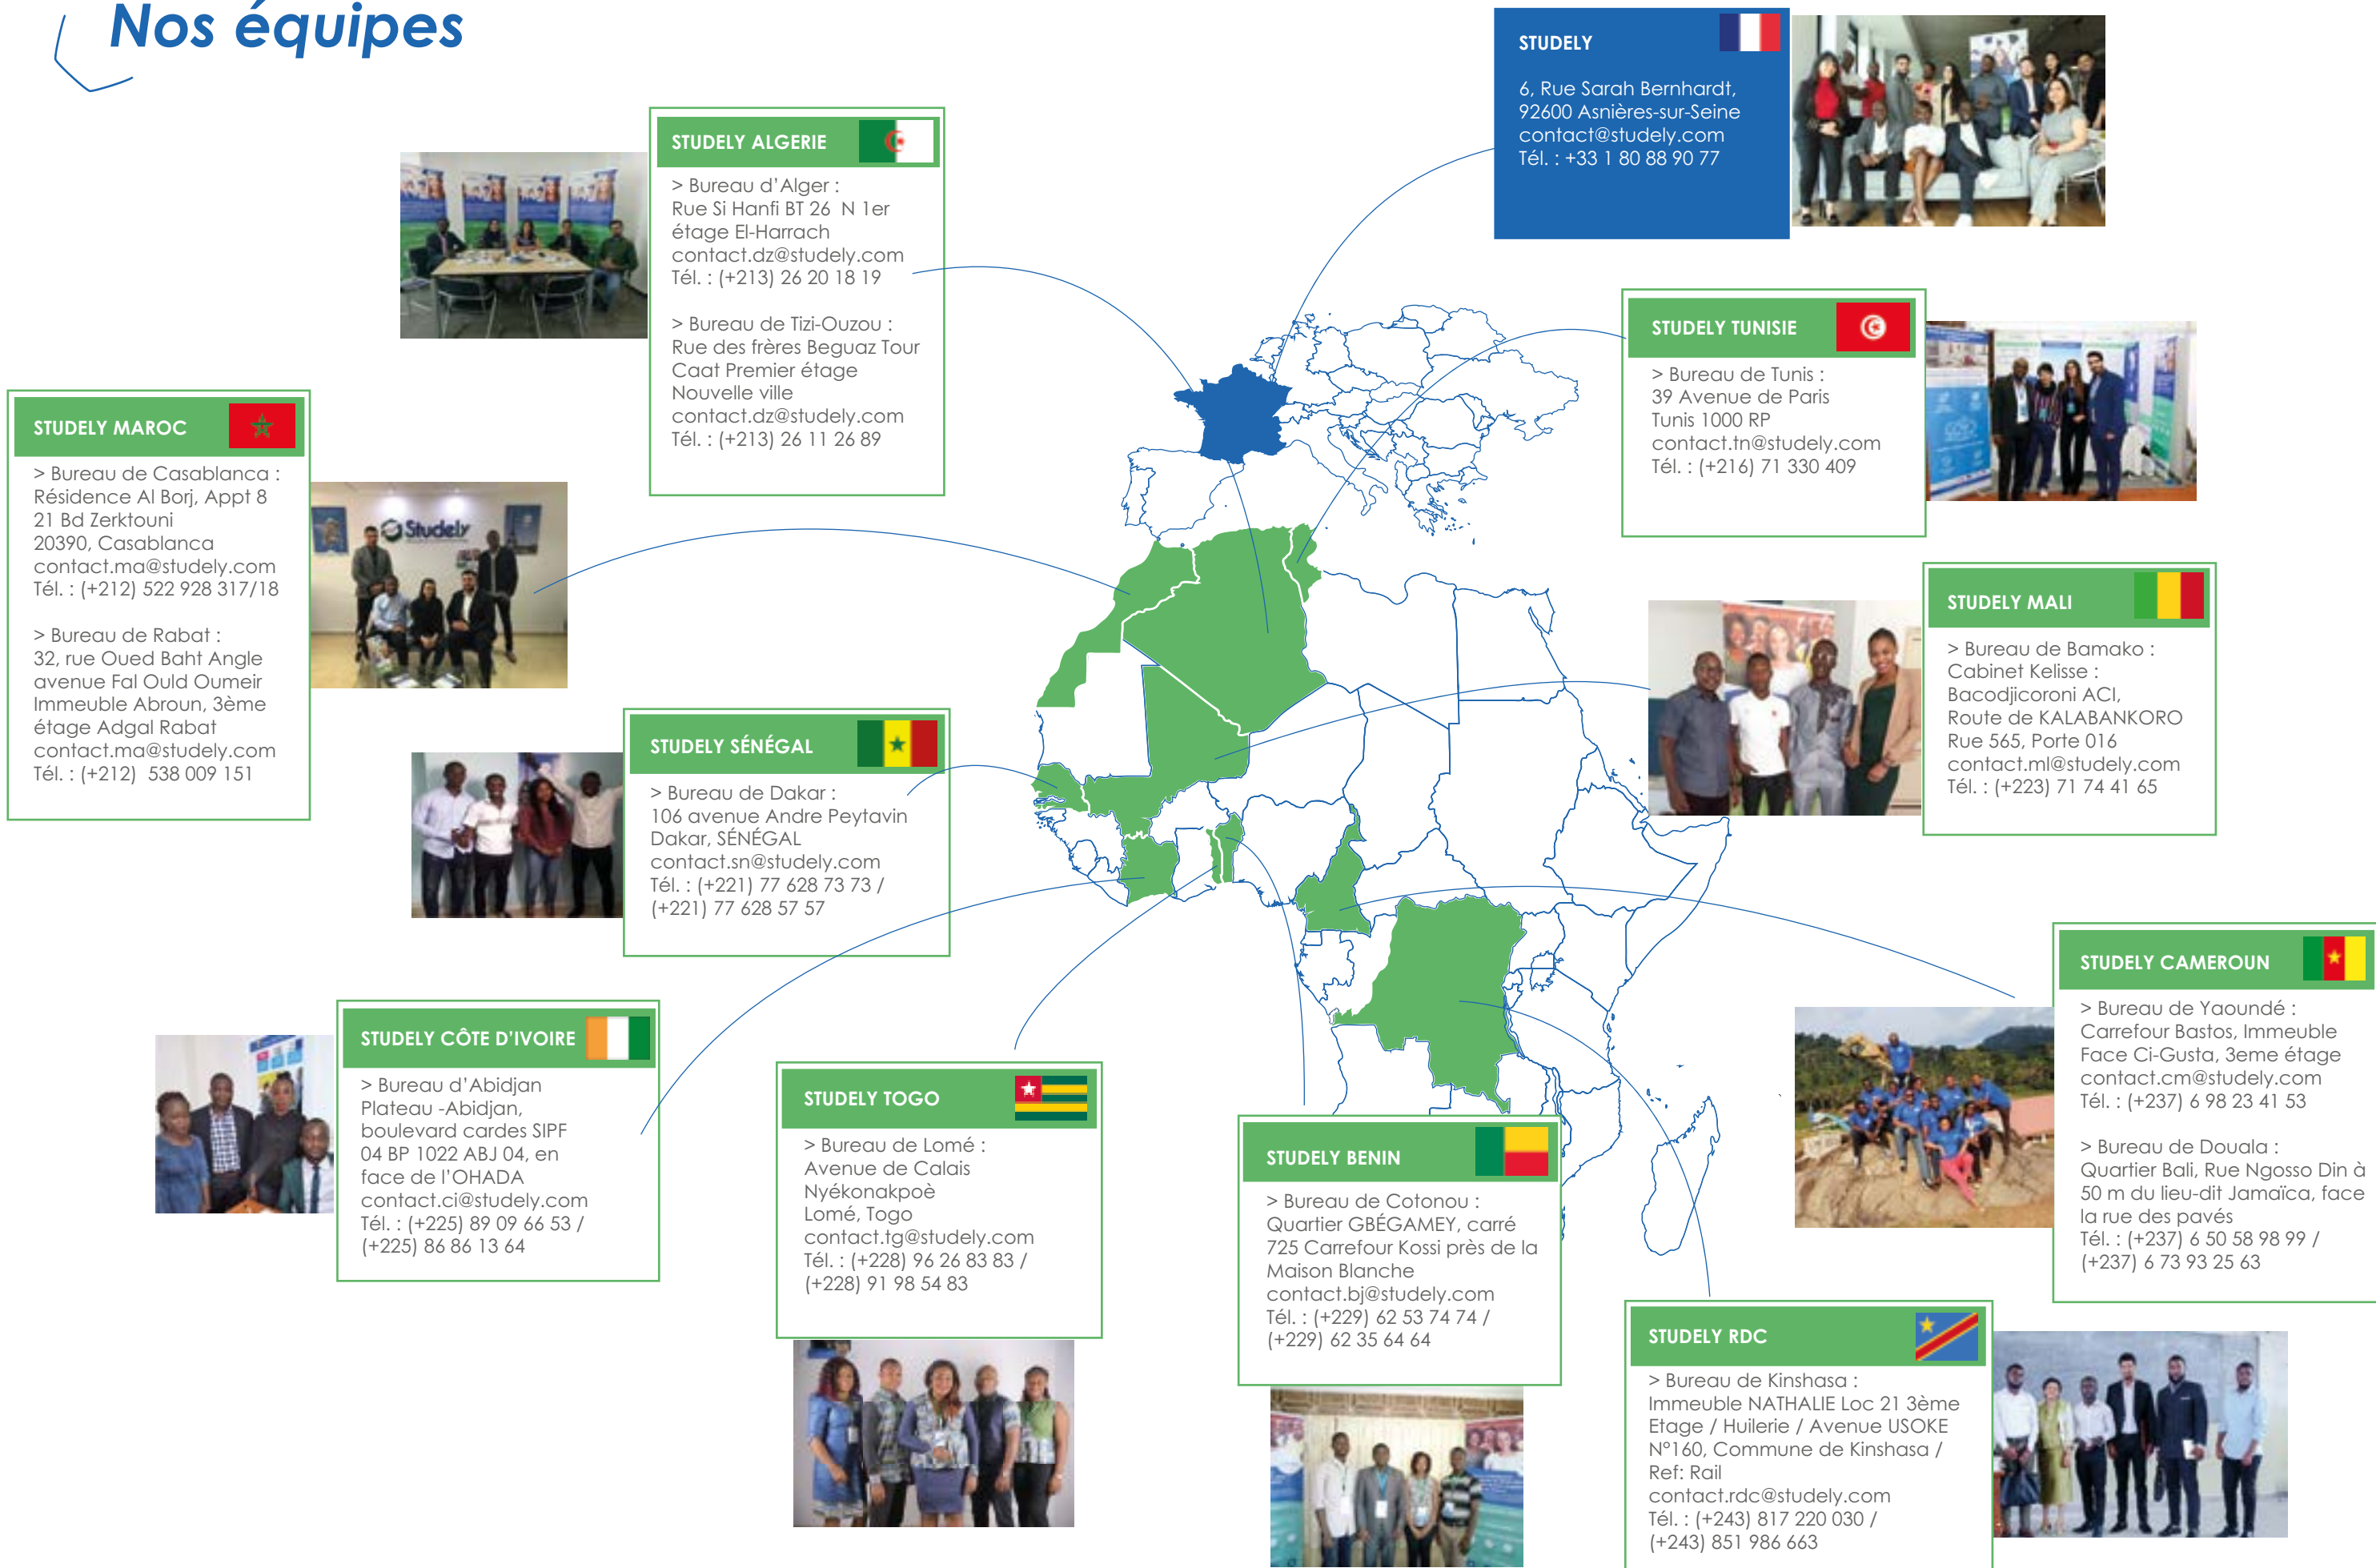 Nos équipes
STUDELY
6, Rue Sarah Bernhardt,
92600 Asnières-sur-Seine
contact@studely.com
Tél. : +33 1 80 88 90 77
STUDELY ALGERIE
> Bureau d'Alger :
Rue Si Hanfi BT 26 N 1er
étage El-Harrach
contact.dz@studely.com
Tél. : (+213) 26 20 18 19
> Bureau de Tizi-Ouzou :
Rue des frères Beguaz Tour
Caat Premier étage
Nouvelle ville
contact.dz@studely.com
Tél. : (+213) 26 11 26 89
STUDELY TUNISIE
> Bureau de Tunis :
39 Avenue de Paris
Tunis 1000 RP
contact.tn@studely.com
Tél. : (+216) 71 330 409
STUDELY MAROC
> Bureau de Casablanca :
Résidence Al Borj, Appt 8
21 Bd Zerktouni
20390, Casablanca
contact.ma@studely.com
Tél. : (+212) 522 928 317/18
> Bureau de Rabat :
32, rue Oued Baht Angle
avenue Fal Ould Oumeir
Immeuble Abroun, 3ème
étage Adgal Rabat
contact.ma@studely.com
Tél. : (+212) 538 009 151
Studely
STUDELY MALI
> Bureau de Bamako :
Cabinet Kelisse :
Bacodjicoroni ACI,
Route de KALABANKORO
Rue 565, Porte 016
contact.ml@studely.com
Tél. : (+223) 71 74 41 65
STUDELY SÉNÉGAL
> Bureau de Dakar :
106 avenue Andre Peytavin
Dakar, SÉNÉGAL
contact.sn@studely.com
Tél. : (+221) 77 628 73 73 /
(+221) 77 628 57 57
STUDELY CAMEROUN
> Bureau de Yaoundé :
Carrefour Bastos, Immeuble
Face Ci-Gusta, 3eme étage
contact.cm@studely.com
Tél. : (+237) 6 98 23 41 53
> Bureau de Douala :
Quartier Bali, Rue Ngosso Din à
50 m du lieu-dit Jamaïca, face
la rue des pavés
Tél. : (+237) 6 50 58 98 99 /
(+237) 6 73 93 25 63
STUDELY CÔTE D'IVOIRE
> Bureau d'Abidjan
Plateau -Abidjan,
boulevard cardes SIPF
04 BP 1022 ABJ 04, en
face de l'OHADA
contact.ci@studely.com
Tél. : (+225) 89 09 66 53 /
(+225) 86 86 13 64
STUDELY TOGO
> Bureau de Lomé :
Avenue de Calais
Nyékonakpoè
Lomé, Togo
contact.tg@studely.com
Tél. : (+228) 96 26 83 83 /
(+228) 91 98 54 83
STUDELY BENIN
> Bureau de Cotonou :
Quartier GBÉGAMEY, carré
725 Carrefour Kossi près de la
Maison Blanche
contact.bj@studely.com
Tél. : (+229) 62 53 74 74 /
(+229) 62 35 64 64
STUDELY RDC
> Bureau de Kinshasa :
Immeuble NATHALIE Loc 21 3ème
Etage / Huilerie / Avenue USOKE
N°160, Commune de Kinshasa /
Ref: Rail
contact.rdc@studely.com
Tél. : (+243) 817 220 030 /
(+243) 851 986 663